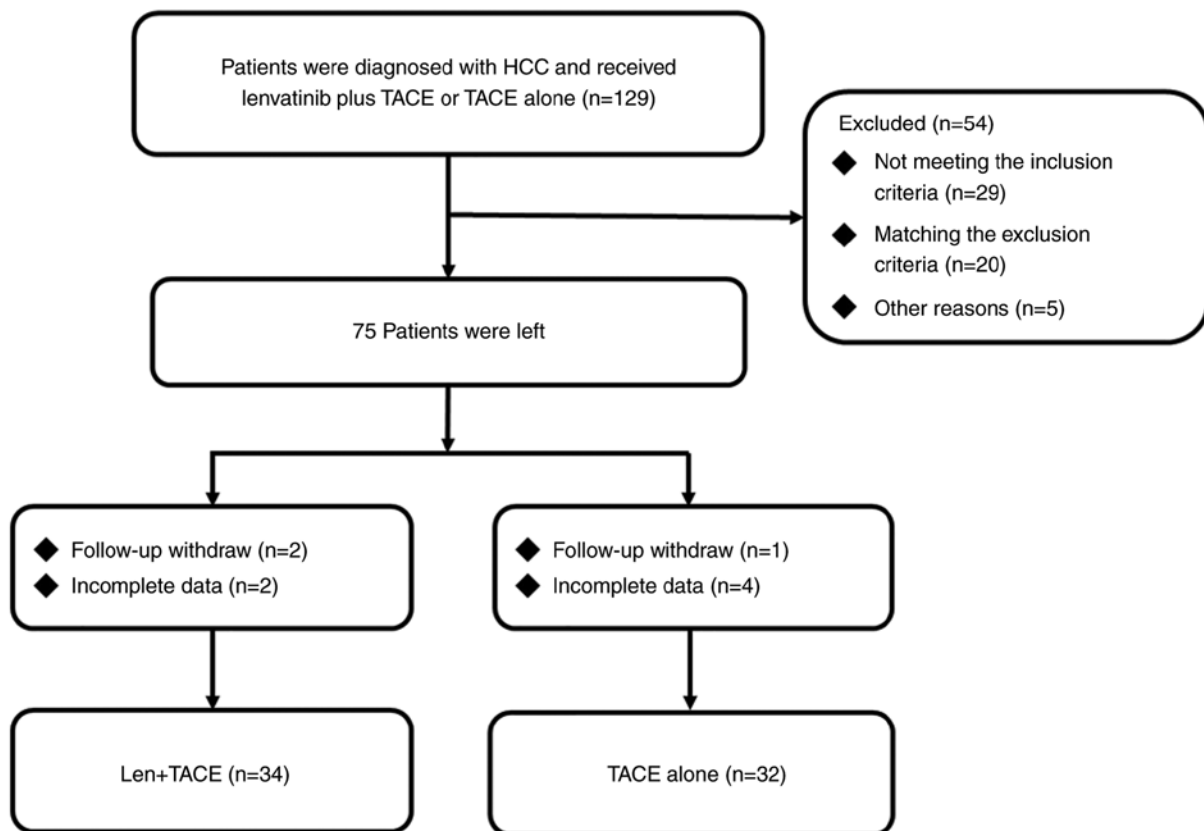 Patients were diagnosed with HCC and received
lenvatinib plus TACE or TACE alone (n=129)
Excluded (n=54)
◆ Not meeting the inclusion
criteria (n=29)
◆ Matching the exclusion
criteria (n=20)
◆ Other reasons (n=5)
75 Patients were left
◆ Follow-up withdraw (n=2)
◆ Incomplete data (n=2)
◆ Follow-up withdraw (n=1)
◆ Incomplete data (n=4)
Len+TACE (n=34)
TACE alone (n=32)